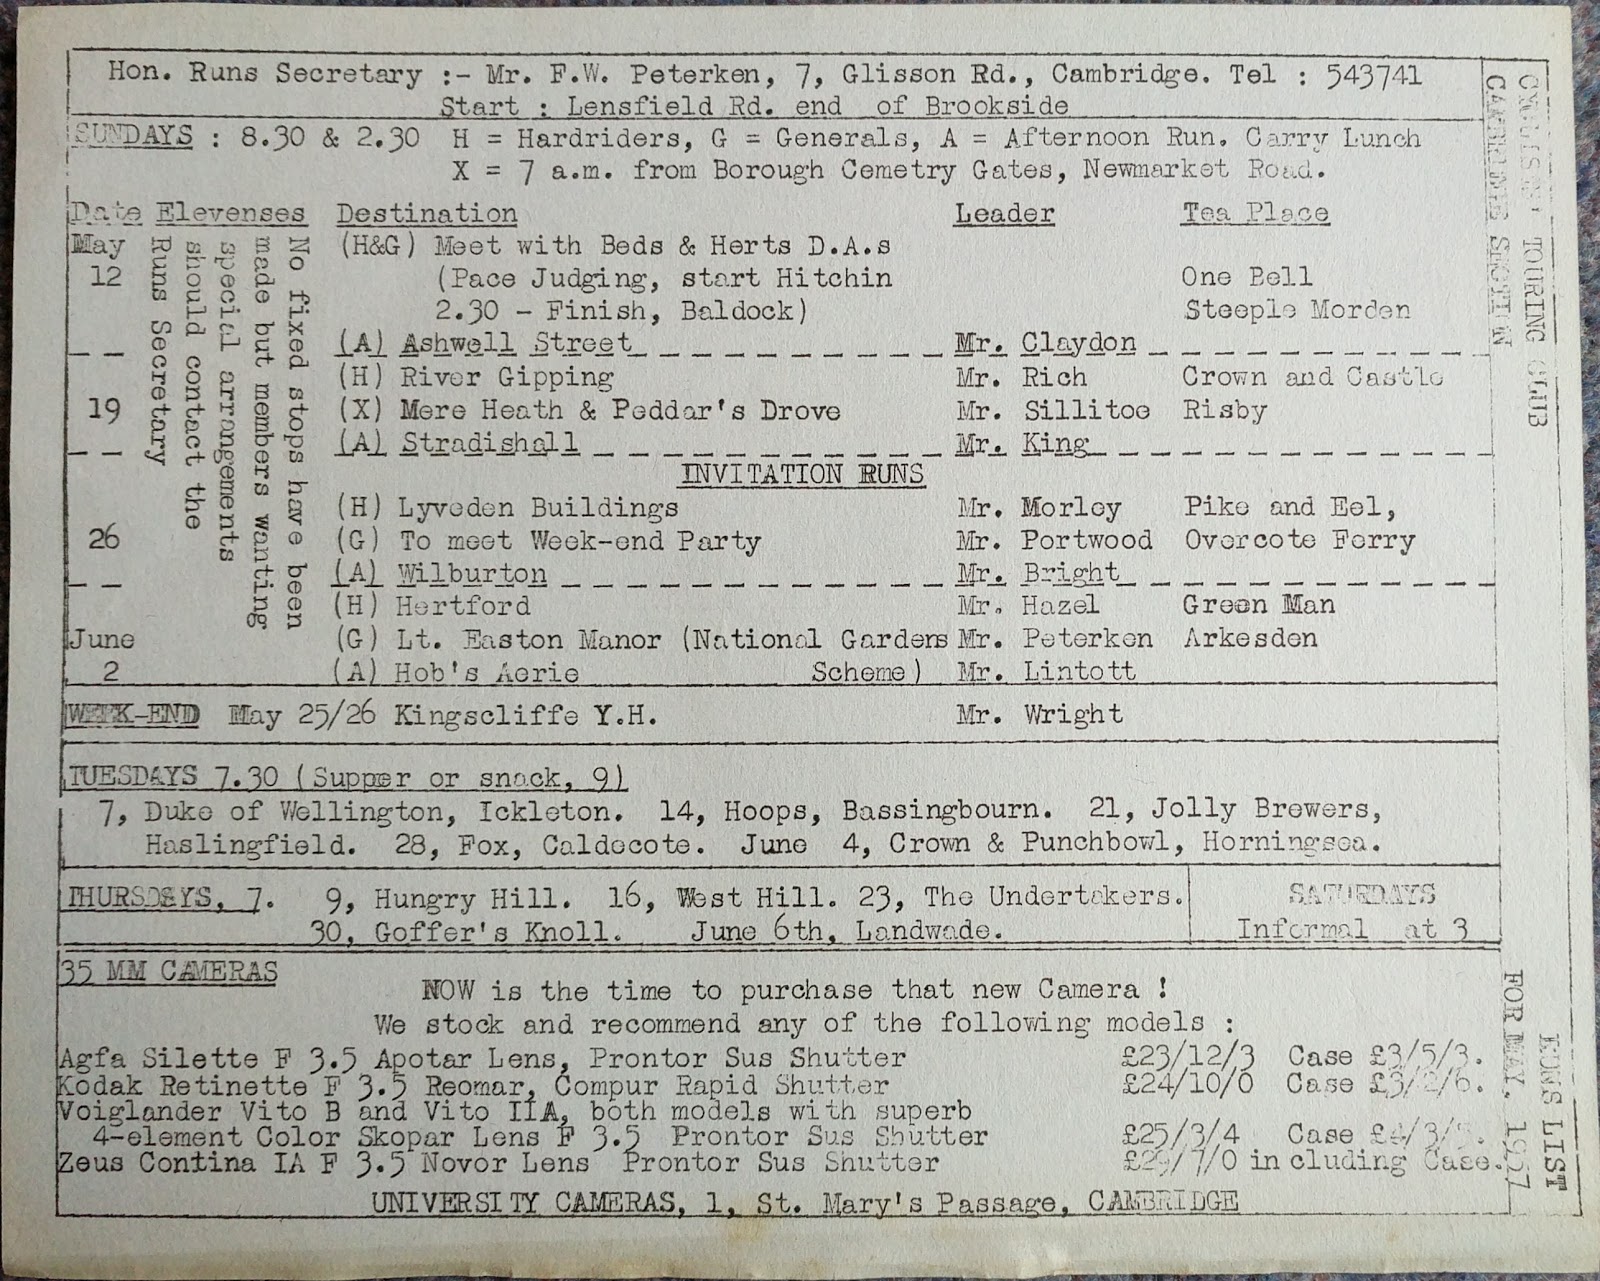 Hon. Runs Secretary :- Mr. F.W. Peterken, 7, Glisson Rd., Cambridge. Tel : 543741
Start : Lensfield Rd. end of Brookside
SUNDAYS : 8.30 & 2.30 H = Hardriders, G = Generals, A = Afternoon Run. Carry Lunch
X = 7 a.m. from Borough Cemetry Gates, Newmarket Road.
Date Elevenses Destination Leader Tea Place
No fixed stops have been
made but members wanting
special arrangements
should contact the
Runs Secretary
May (H&G) Meet with Beds & Herts D.A.s
12 (Pace Judging, start Hitchin One Bell
2.30 - Finish, Baldock) Steeple Morden
(A) Ashwell Street Mr. Claydon
(H) River Gipping Mr. Rich Crown and Castle
19 (X) Mere Heath & Peddar's Drove Mr. Sillitoe Risby
(A) Stradishall Mr. King
INVITATION RUNS
(H) Lyveden Buildings Mr. Morley Pike and Eel,
26 (G) To meet Week-end Party Mr. Portwood Overcote Ferry
(A) Wilburton Mr. Bright
(H) Hertford Mr. Hazel Green Man
June (G) Lt. Easton Manor (National Gardens Mr. Peterken Arkesden
2 (A) Hob's Aerie Scheme) Mr. Lintott
WEEK-END May 25/26 Kingscliffe Y.H. Mr. Wright
TUESDAYS 7.30 (Supper or snack, 9)
7, Duke of Wellington, Ickleton. 14, Hoops, Bassingbourn. 21, Jolly Brewers,
Haslingfield. 28, Fox, Caldecote. June 4, Crown & Punchbowl, Horningsea.
THURSDAYS, 7. 9, Hungry Hill. 16, West Hill. 23, The Undertakers.
30, Goffer's Knoll. June 6th, Landwade.
SATURDAYS
Informal at 3
35 MM CAMERAS
NOW is the time to purchase that new Camera !
We stock and recommend any of the following models :
Agfa Silette F 3.5 Apotar Lens, Prontor Sus Shutter £23/12/3 Case £3/5/3.
Kodak Retinette F 3.5 Reomar, Compur Rapid Shutter £24/10/0 Case £3/2/6.
Voiglander Vito B and Vito IIA, both models with superb
4-element Color Skopar Lens F 3.5 Prontor Sus Shutter £25/3/4 Case
Zeus Contina IA F 3.5 Novor Lens Prontor Sus Shutter £29/7/0 in cluding Case.
UNIVERSITY CAMERAS, 1, St. Mary's Passage, CAMBRIDGE
CYCLISTS' TOURING CLUB
CAMBRIDGE SECTION
RUNS LIST
FOR MAY, 1957